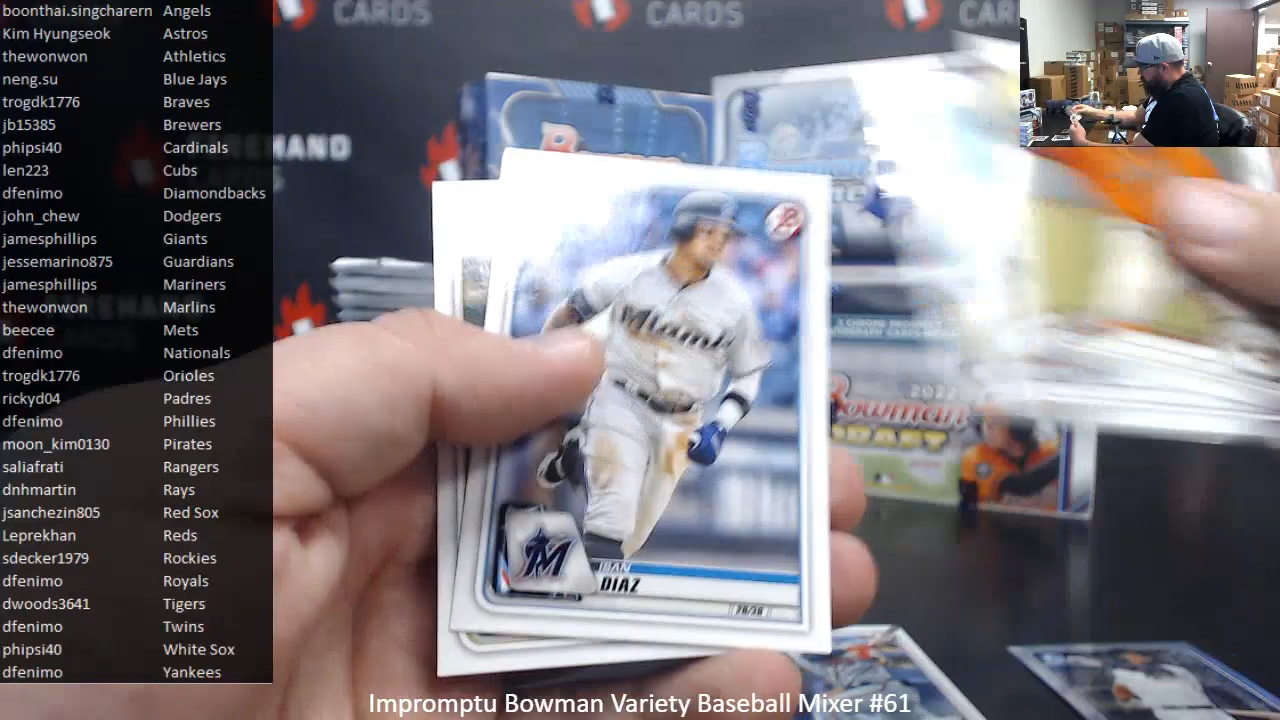 boonthai.singcharern Angels
Kim Hyungseok Astros
thewonwon Athletics
neng.su Blue Jays
trogdk1776 Braves
jb15385 Brewers
phipsi40 Cardinals
len223 Cubs
dfenimo Diamondbacks
john_chew Dodgers
jamesphillips Giants
jessemarino875 Guardians
jamesphillips Mariners
thewonwon Marlins
beecee Mets
dfenimo Nationals
trogdk1776 Orioles
rickyd04 Padres
dfenimo Phillies
moon_kim0130 Pirates
saliafrati Rangers
dnhmartin Rays
jsanchezin805 Red Sox
Leprekhan Reds
sdecker1979 Rockies
dfenimo Royals
dwoods3641 Tigers
dfenimo Twins
phipsi40 White Sox
dfenimo Yankees
CARDS
CARDS
CARDS
Miami
M
ISAN
DIAZ
2022
Bowman
DRAFT
Impromptu Bowman Variety Baseball Mixer #61